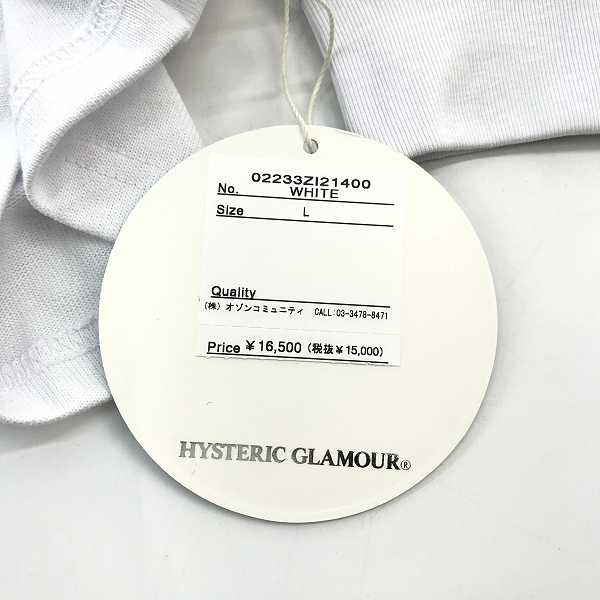 02233ZI21400
No. WHITE
Size L
Quality
(株) オゾンコミュニティ CALL:03-3478-8471
Price ¥16,500 (税抜¥15,000)
HYSTERIC GLAMOUR®